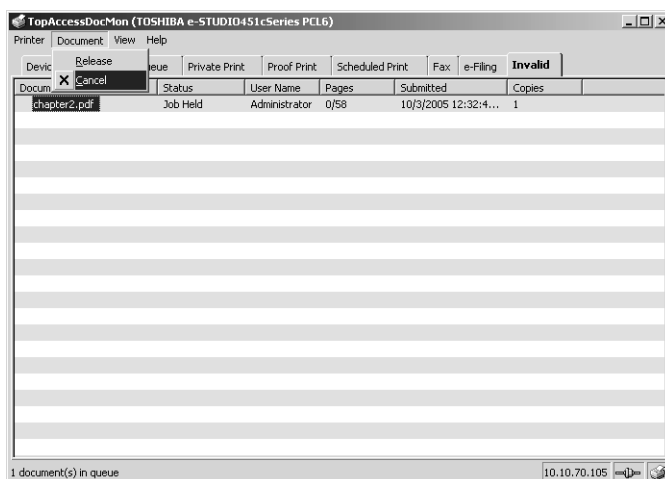 TopAccessDocMon (TOSHIBA e-STUDIO451cSeries PCL6)
Printer Document View Help
Release
Cancel
Devic eue Private Print Proof Print Scheduled Print Fax e-Filing Invalid
Docum Status User Name Pages Submitted Copies
chapter2.pdf Job Held Administrator 0/58 10/3/2005 12:32:4... 1
1 document(s) in queue 10.10.70.105